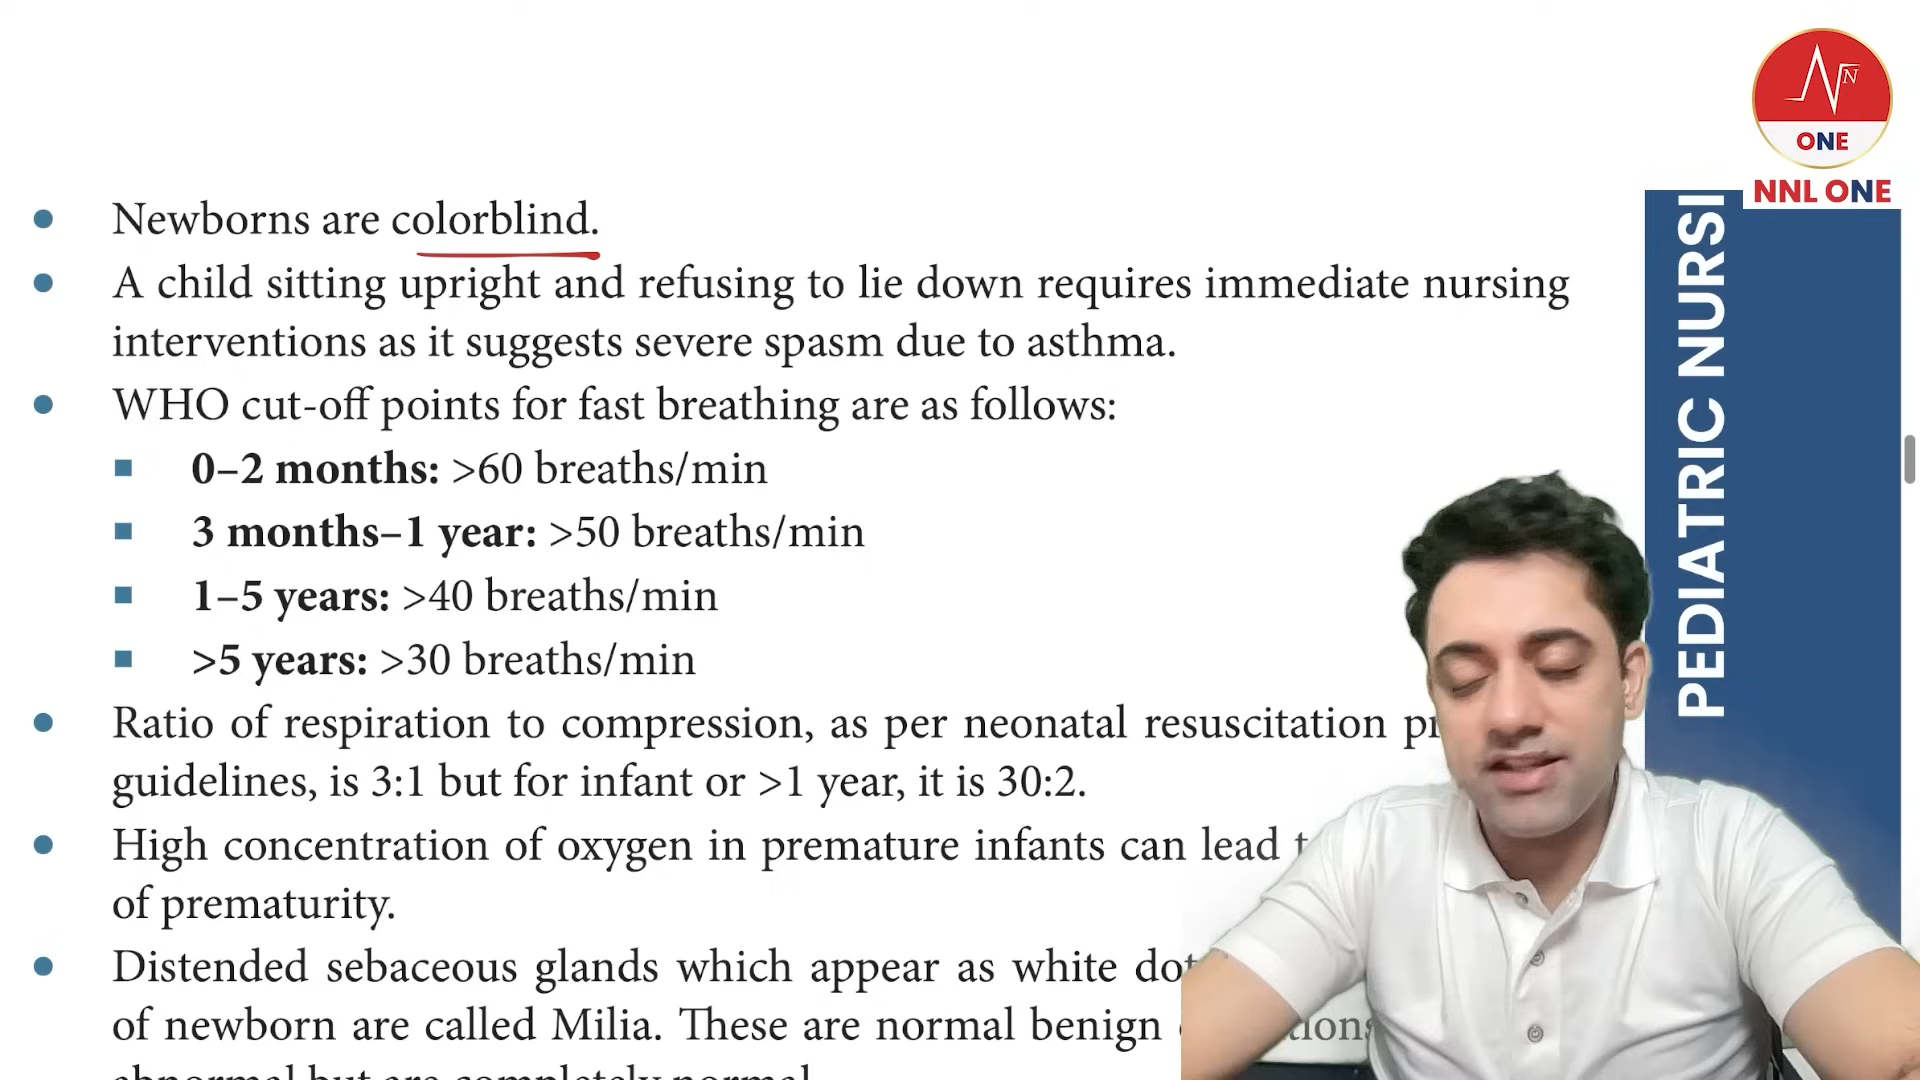 N
ONE
NNL ONE
PEDIATRIC NURSI
Newborns are colorblind.
A child sitting upright and refusing to lie down requires immediate nursing
interventions as it suggests severe spasm due to asthma.
WHO cut-off points for fast breathing are as follows:
0–2 months: >60 breaths/min
3 months–1 year: >50 breaths/min
1–5 years: >40 breaths/min
>5 years: >30 breaths/min
Ratio of respiration to compression, as per neonatal resuscitation
guidelines, is 3:1 but for infant or >1 year, it is 30:2.
High concentration of oxygen in premature infants can lead
of prematurity.
Distended sebaceous glands which appear as white
of newborn are called Milia. These are normal benign
abnormal but are completely normal.